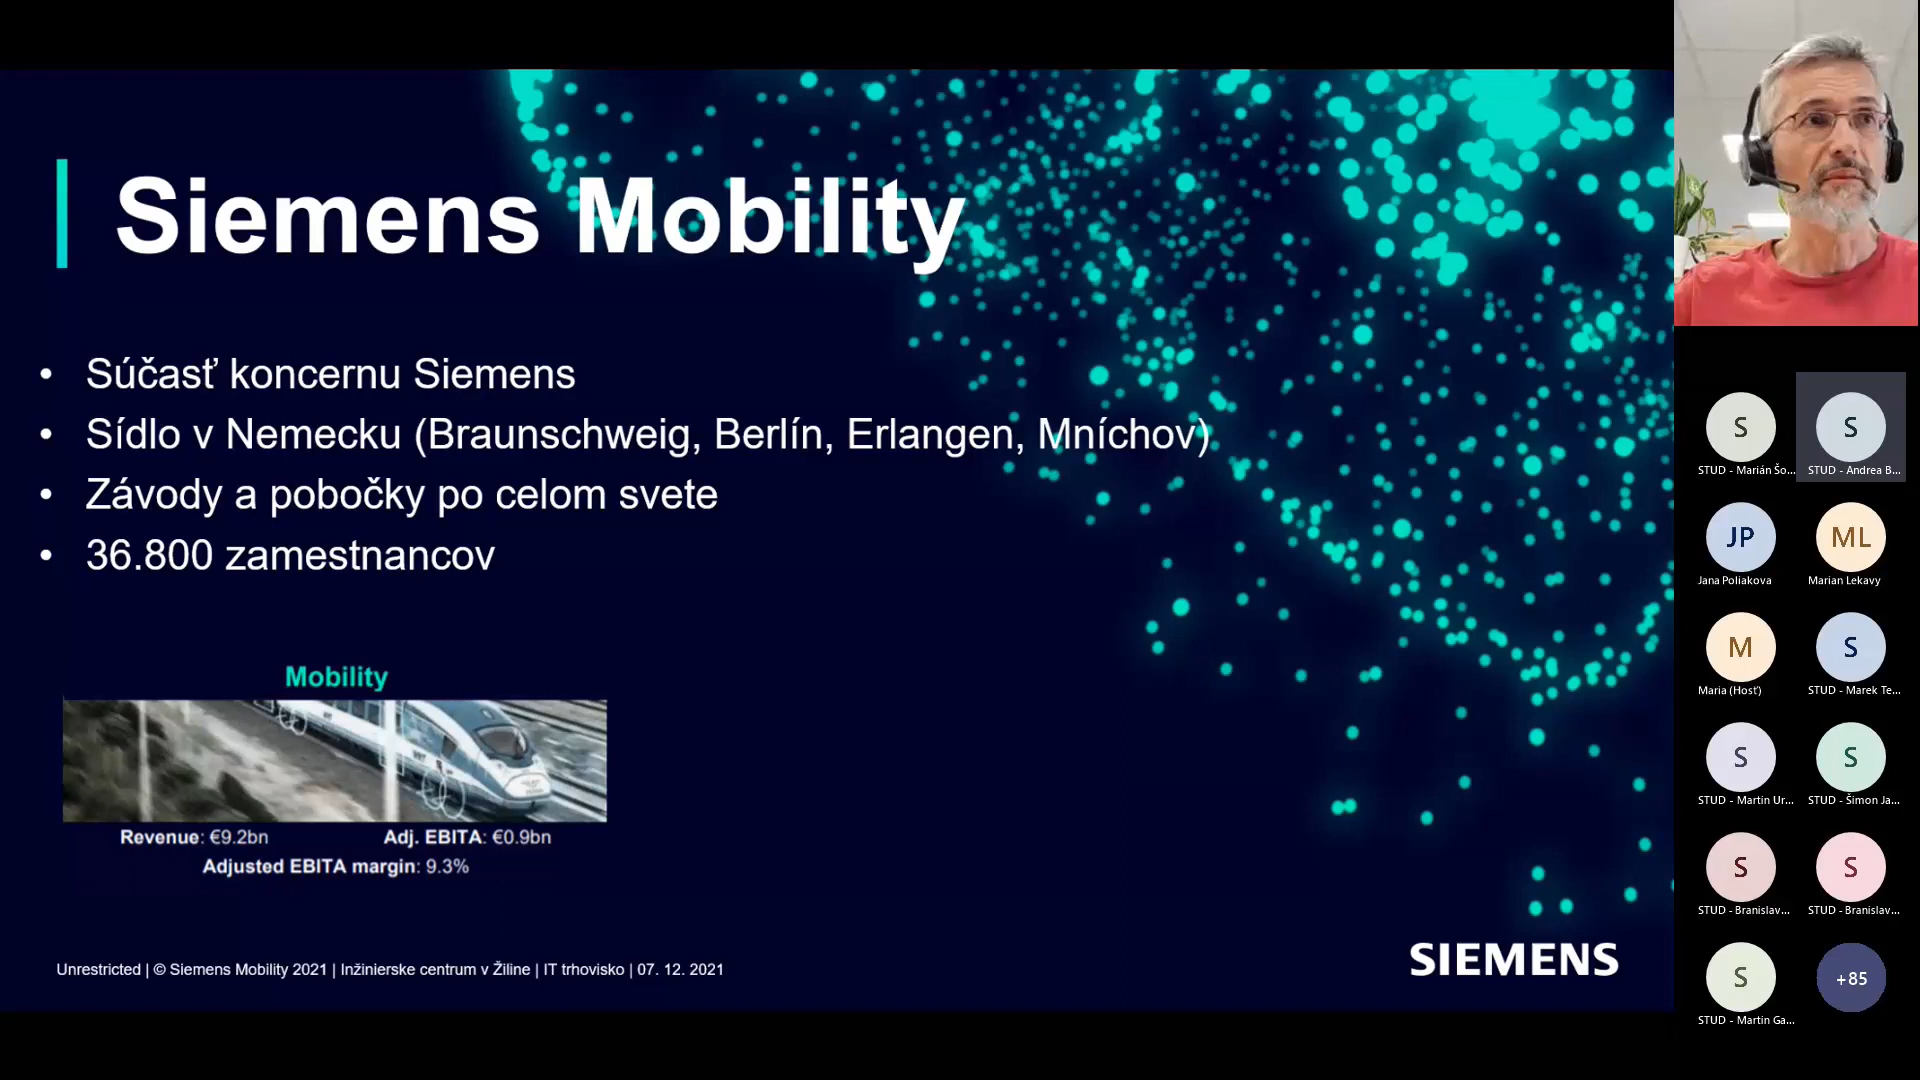 Siemens Mobility
• Súčasť koncernu Siemens
• Sídlo v Nemecku (Braunschweig, Berlín, Erlangen, Mníchov)
• Závody a pobočky po celom svete
• 36.800 zamestnancov
Mobility
Revenue: €9.2bn Adj. EBITA: €0.9bn
Adjusted EBITA margin: 9.3%
Unrestricted | © Siemens Mobility 2021 | Inžinierske centrum v Žiline | IT trhovisko | 07. 12. 2021
SIEMENS
S S
STUD - Marián Šo... STUD - Andrea B...
JP ML
Jana Poliakova Marian Lekavy
M S
Maria (Hosť) STUD - Marek Te...
S S
STUD - Martin Ur... STUD - Šimon Ja...
S S
STUD - Branislav... STUD - Branislav...
S +85
STUD - Martin Ga...